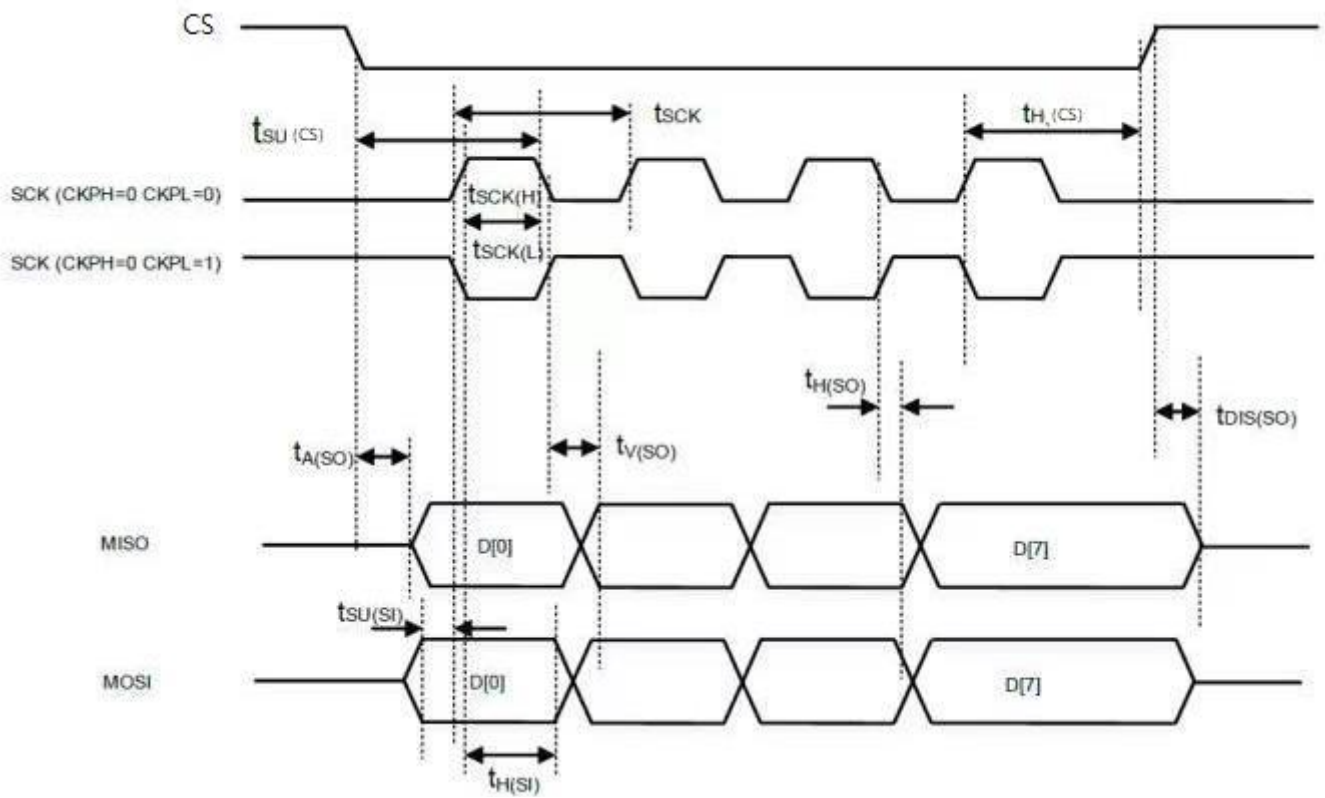 CS
tSCK
tH,(CS)
tSU (CS)
SCK (CKPH=0 CKPL=0)
tSCK(H)
tSCK(L)
SCK (CKPH=0 CKPL=1)
tH(SO)
tDIS(SO)
tA(SO)
tV(SO)
MISO
D[0]
D[7]
tSU(SI)
MOSI
D[0]
D[7]
tH(SI)